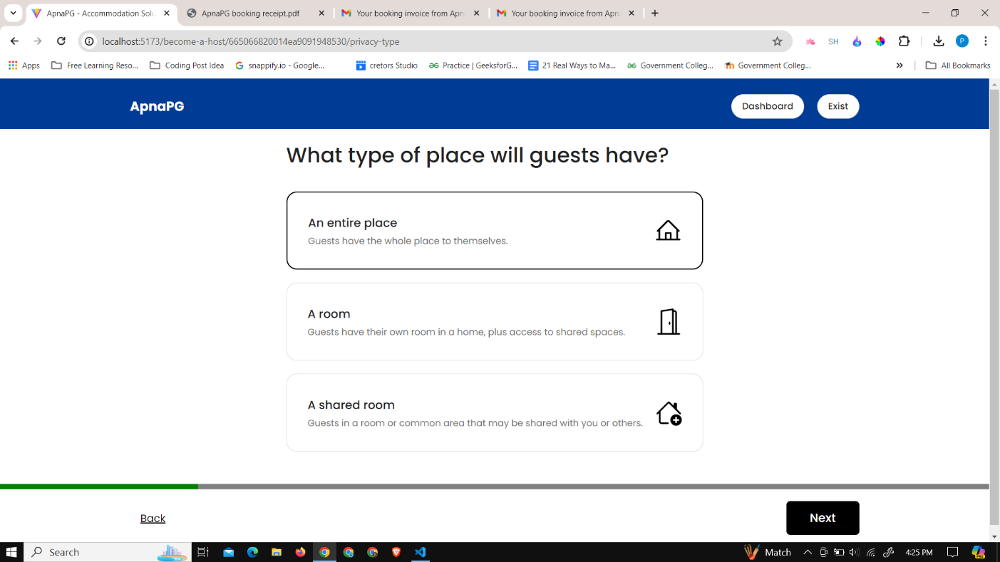 ApnaPG - Accommodation Solu
ApnaPG booking receipt.pdf
Your booking invoice from Apn
Your booking invoice from Apn
localhost:5173/become-a-host/665066820014ea9091948530/privacy-type
SH
P
Apps
Free Learning Reso...
Coding Post Idea
snappify.io - Google...
cretors Studio
Practice | GeeksforG...
21 Real Ways to Ma...
Government Colleg...
Government Colleg...
All Bookmarks
ApnaPG
Dashboard
Exist
What type of place will guests have?
An entire place
Guests have the whole place to themselves.
A room
Guests have their own room in a home, plus access to shared spaces.
A shared room
Guests in a room or common area that may be shared with you or others.
Back
Next
Search
Match
4:25 PM